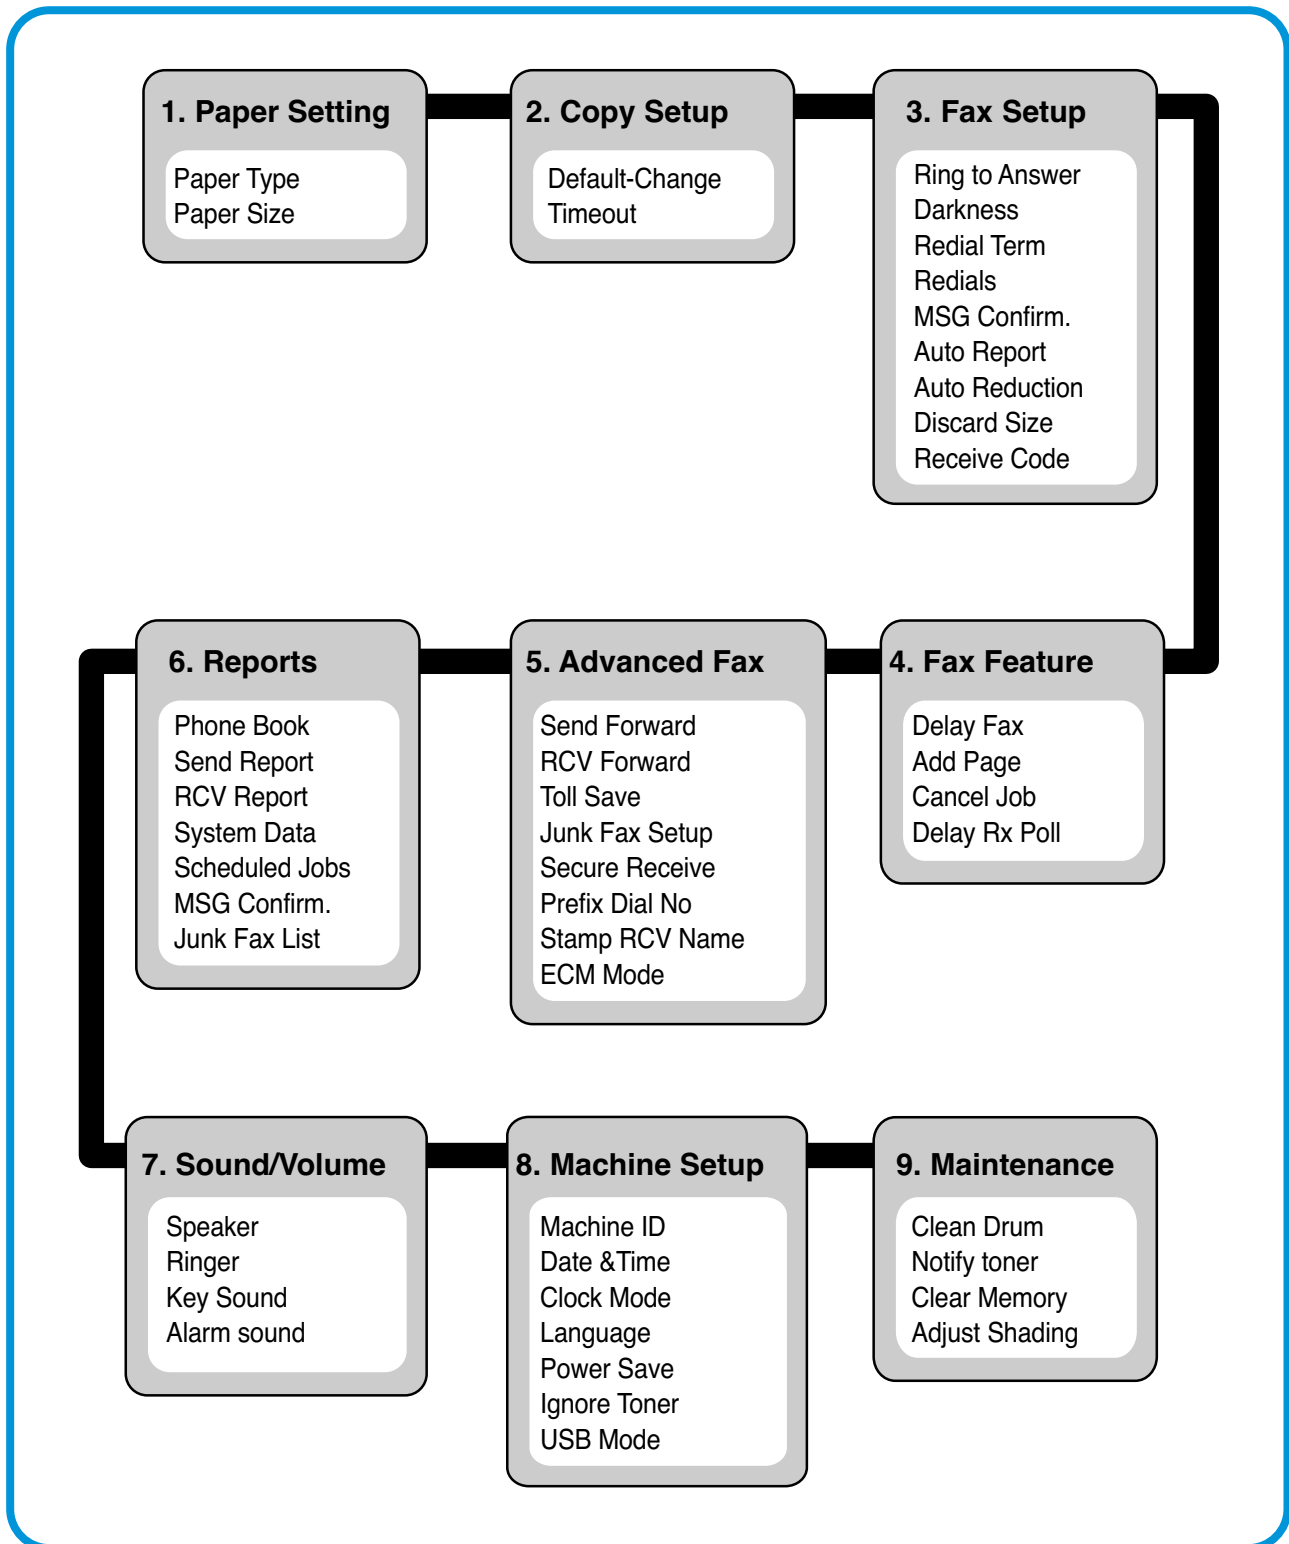 1. Paper Setting
Paper Type
Paper Size
2. Copy Setup
Default-Change
Timeout
3. Fax Setup
Ring to Answer
Darkness
Redial Term
Redials
MSG Confirm.
Auto Report
Auto Reduction
Discard Size
Receive Code
4. Fax Feature
Delay Fax
Add Page
Cancel Job
Delay Rx Poll
5. Advanced Fax
Send Forward
RCV Forward
Toll Save
Junk Fax Setup
Secure Receive
Prefix Dial No
Stamp RCV Name
ECM Mode
6. Reports
Phone Book
Send Report
RCV Report
System Data
Scheduled Jobs
MSG Confirm.
Junk Fax List
7. Sound/Volume
Speaker
Ringer
Key Sound
Alarm sound
8. Machine Setup
Machine ID
Date &Time
Clock Mode
Language
Power Save
Ignore Toner
USB Mode
9. Maintenance
Clean Drum
Notify toner
Clear Memory
Adjust Shading